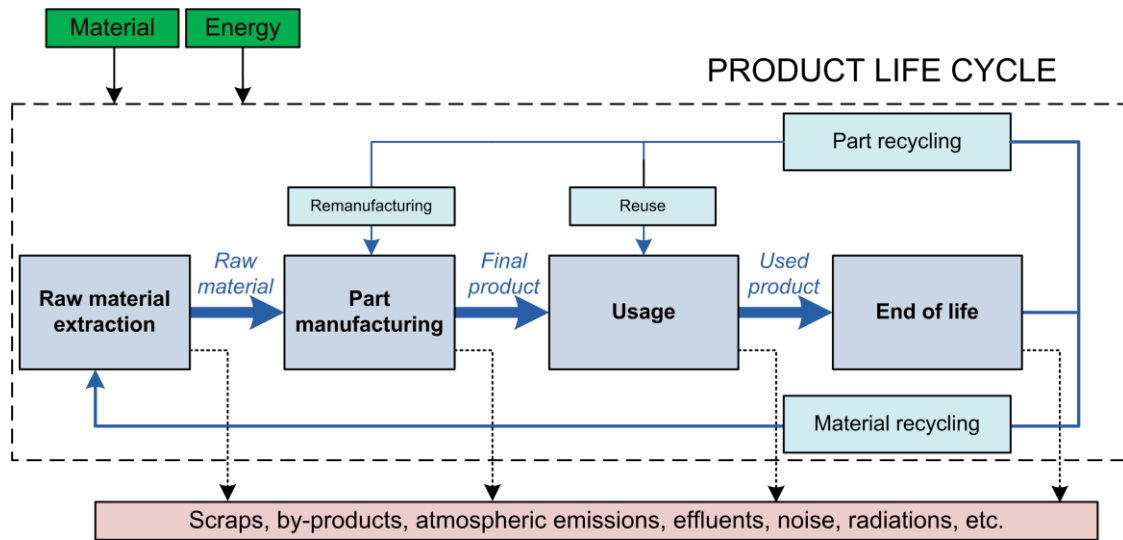 Material
Energy
PRODUCT LIFE CYCLE
Part recycling
Remanufacturing
Reuse
Raw material
extraction
Raw
material
Part
manufacturing
Final
product
Usage
Used
product
End of life
Material recycling
Scraps, by-products, atmospheric emissions, effluents, noise, radiations, etc.